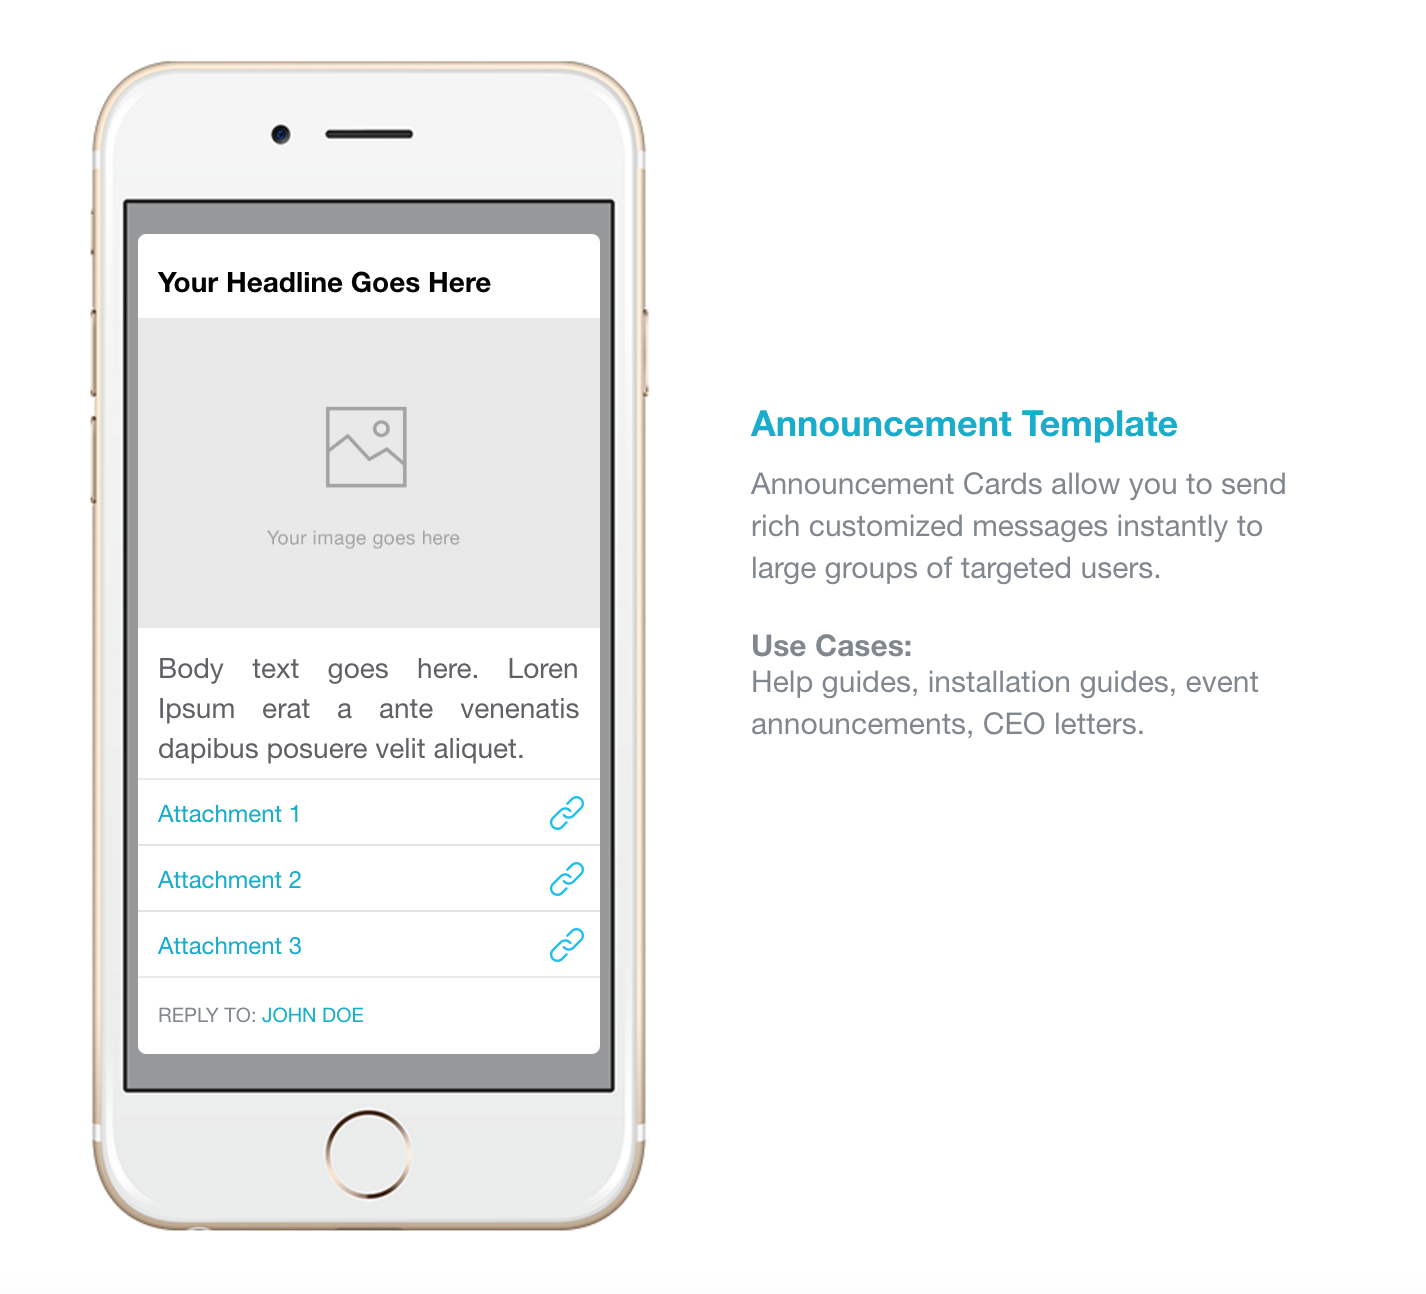 Your Headline Goes Here
Your image goes here
Body text goes here. Loren
Ipsum erat a ante venenatis
dapibus posuere velit aliquet.
Attachment 1
Attachment 2
Attachment 3
REPLY TO: JOHN DOE
Announcement Template
Announcement Cards allow you to send
rich customized messages instantly to
large groups of targeted users.
Use Cases:
Help guides, installation guides, event
announcements, CEO letters.